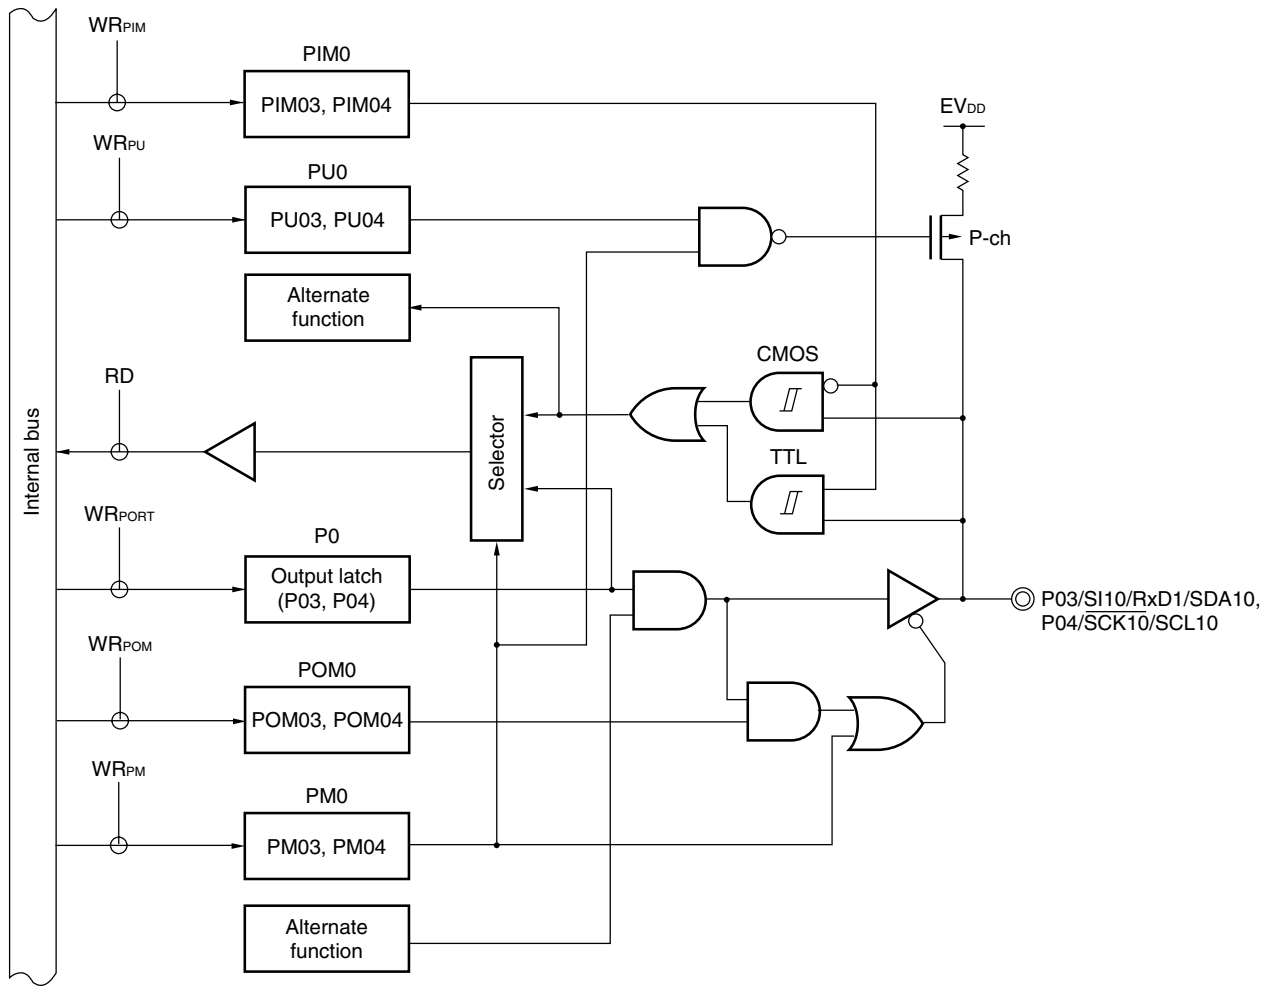 WRPIM
PIM0
PIM03, PIM04
EVDD
WRPU
PU0
PU03, PU04
P-ch
Alternate
function
CMOS
RD
Selector
Internal bus
TTL
WRPORT
P0
Output latch
(P03, P04)
P03/SI10/RxD1/SDA10,
P04/SCK10/SCL10
WRPOM
POM0
POM03, POM04
WRPM
PM0
PM03, PM04
Alternate
function